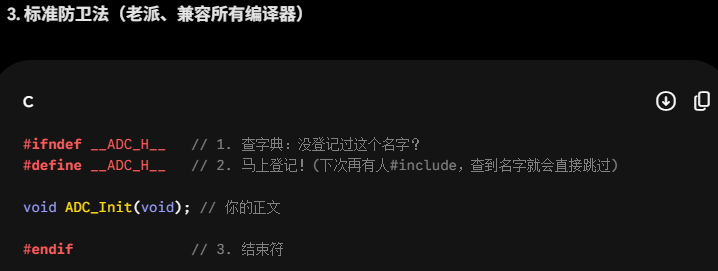 3. 标准防卫法（老派、兼容所有编译器）
C
#ifndef __ADC_H__   // 1. 查字典：没登记过这个名字？
#define __ADC_H__   // 2. 马上登记！(下次再有人#include，查到名字就会直接跳过)
void ADC_Init(void); // 你的正文
#endif              // 3. 结束符